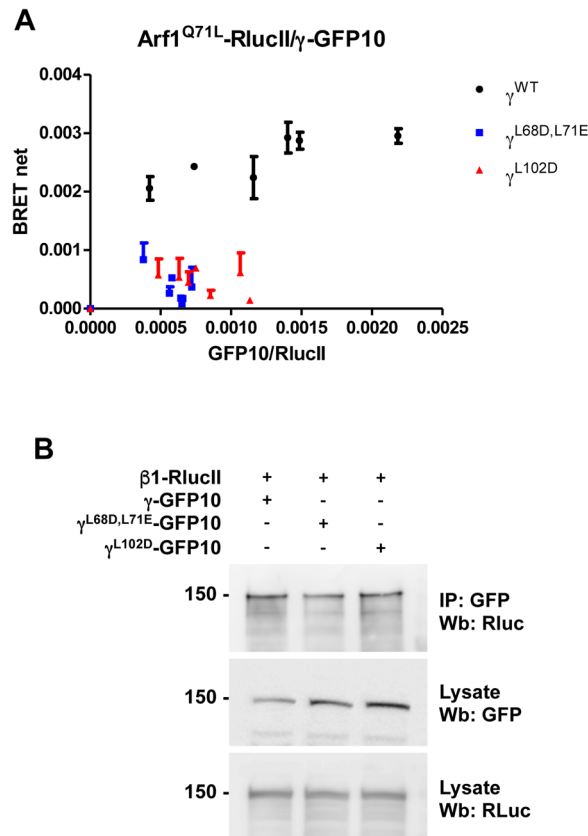 A
Arf1Q71L-RlucII/γ-GFP10
BRET net
0.004
0.003
0.002
0.001
0.000
0.0000 0.0005 0.0010 0.0015 0.0020 0.0025
GFP10/RlucII
γWT
γL68D,L71E
γL102D
B
β1-RlucII + + +
γ-GFP10 + - -
γL68D,L71E-GFP10 - + -
γL102D-GFP10 - - +
150 -
IP: GFP
Wb: Rluc
150 -
Lysate
Wb: GFP
150 -
Lysate
Wb: RLuc